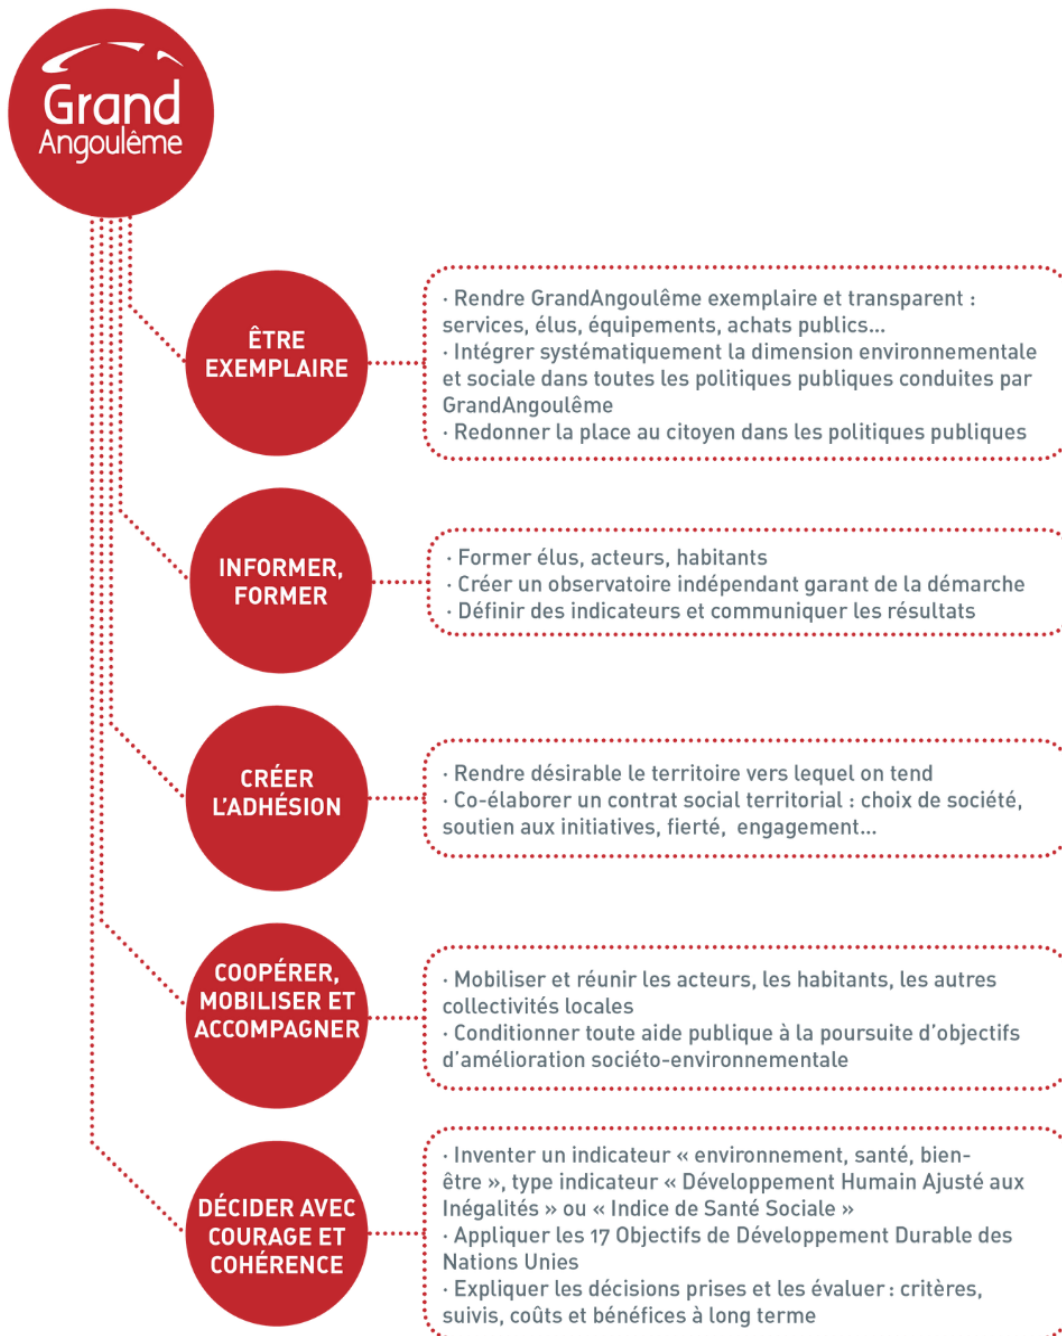 Grand
Angoulême
ÊTRE
EXEMPLAIRE
· Rendre GrandAngoulême exemplaire et transparent :
services, élus, équipements, achats publics...
· Intégrer systématiquement la dimension environnementale
et sociale dans toutes les politiques publiques conduites par
GrandAngoulême
· Redonner la place au citoyen dans les politiques publiques
INFORMER,
FORMER
· Former élus, acteurs, habitants
· Créer un observatoire indépendant garant de la démarche
· Définir des indicateurs et communiquer les résultats
CRÉER
L'ADHÉSION
· Rendre désirable le territoire vers lequel on tend
· Co-élaborer un contrat social territorial : choix de société,
soutien aux initiatives, fierté, engagement...
COOPÉRER,
MOBILISER ET
ACCOMPAGNER
· Mobiliser et réunir les acteurs, les habitants, les autres
collectivités locales
· Conditionner toute aide publique à la poursuite d'objectifs
d'amélioration sociéto-environnementale
DÉCIDER AVEC
COURAGE ET
COHÉRENCE
· Inventer un indicateur « environnement, santé, bien-
être », type indicateur « Développement Humain Ajusté aux
Inégalités » ou « Indice de Santé Sociale »
· Appliquer les 17 Objectifs de Développement Durable des
Nations Unies
· Expliquer les décisions prises et les évaluer : critères,
suivis, coûts et bénéfices à long terme